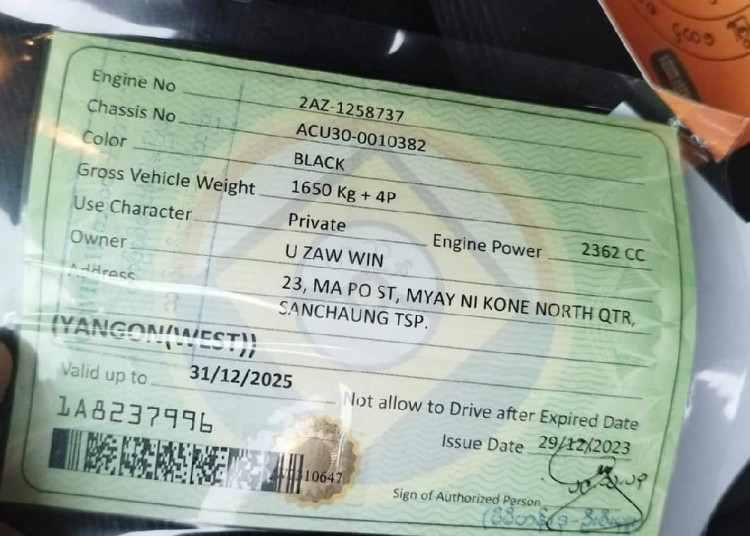 Engine No 2AZ-1258737
Chassis No ACU30-0010382
Color BLACK
Gross Vehicle Weight 1650 Kg + 4P
Use Character Private Engine Power 2362 CC
Owner U ZAW WIN
Address 23, MA PO ST, MYAY NI KONE NORTH QTR,
SANCHAUNG TSP.
(YANGON(WEST))
Valid up to 31/12/2025
Not allow to Drive after Expired Date
1A8237996
Issue Date 29/12/2023
10647
Sign of Authorized Person